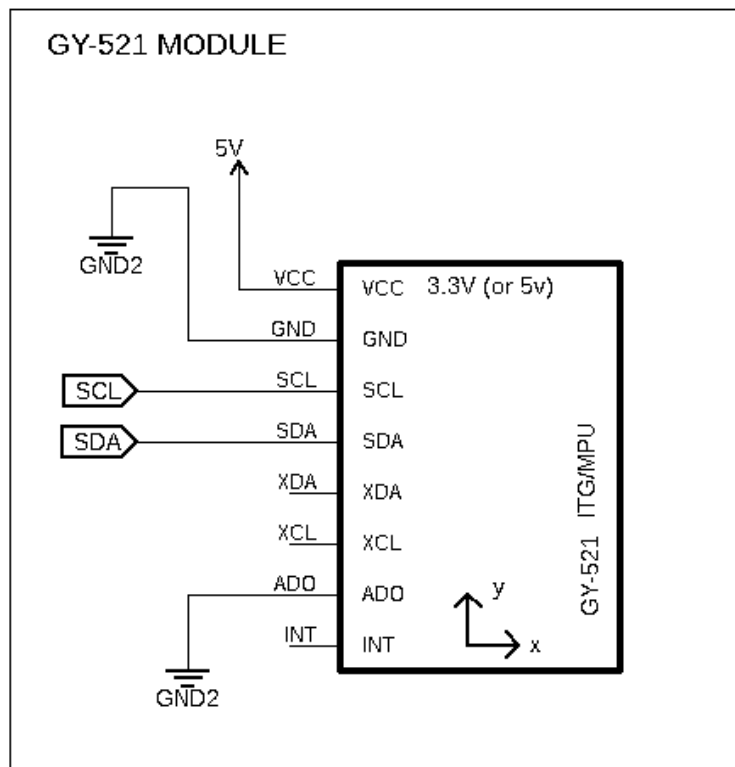 GY-521 MODULE
5V
GND2
VCC
VCC
3.3V (or 5v)
GND
GND
SCL
SCL
SCL
SDA
SDA
SDA
XDA
XDA
XCL
XCL
ADO
ADO
INT
INT
GND2
y
x
GY-521 ITG/MPU